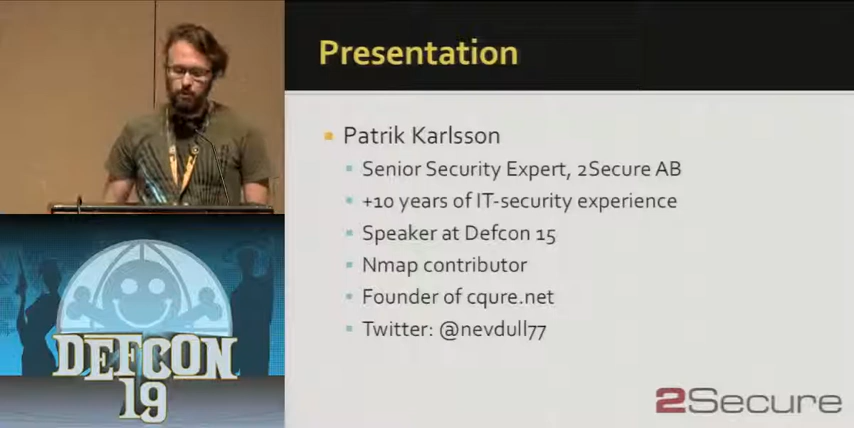 Presentation
Patrik Karlsson
Senior Security Expert, 2Secure AB
+10 years of IT-security experience
Speaker at Defcon 15
Nmap contributor
Founder of cqure.net
Twitter: @nevdull77
2Secure
DEFCON
19